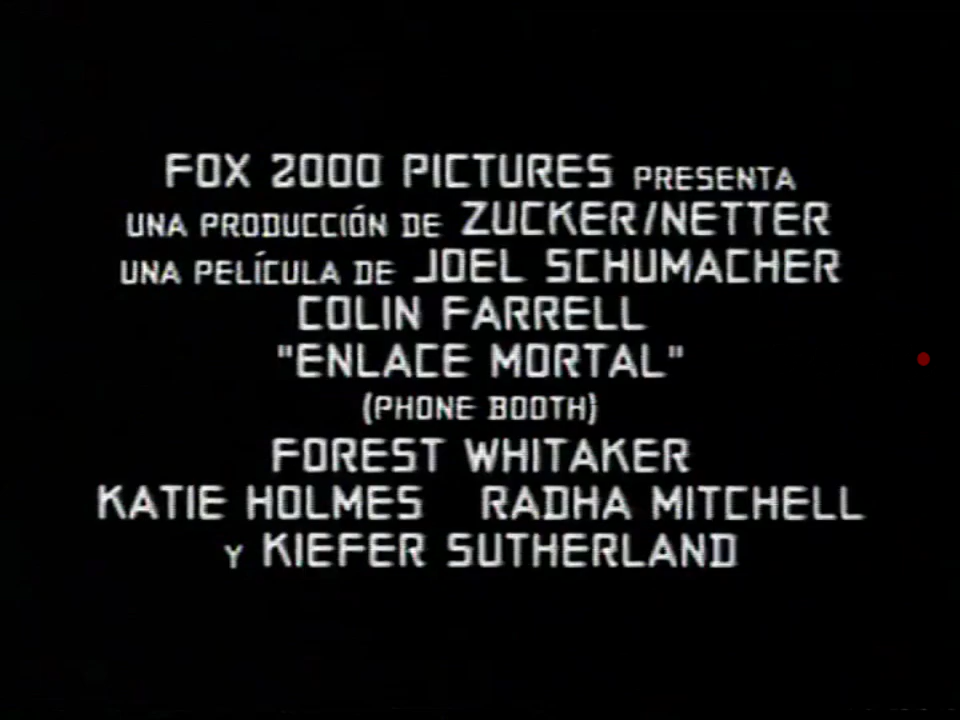 FOX 2000 PICTURES PRESENTA
UNA PRODUCCIÓN DE ZUCKER/NETTER
UNA PELÍCULA DE JOEL SCHUMACHER
COLIN FARRELL
"ENLACE MORTAL"
(PHONE BOOTH)
FOREST WHITAKER
KATIE HOLMES RADHA MITCHELL
Y KIEFER SUTHERLAND